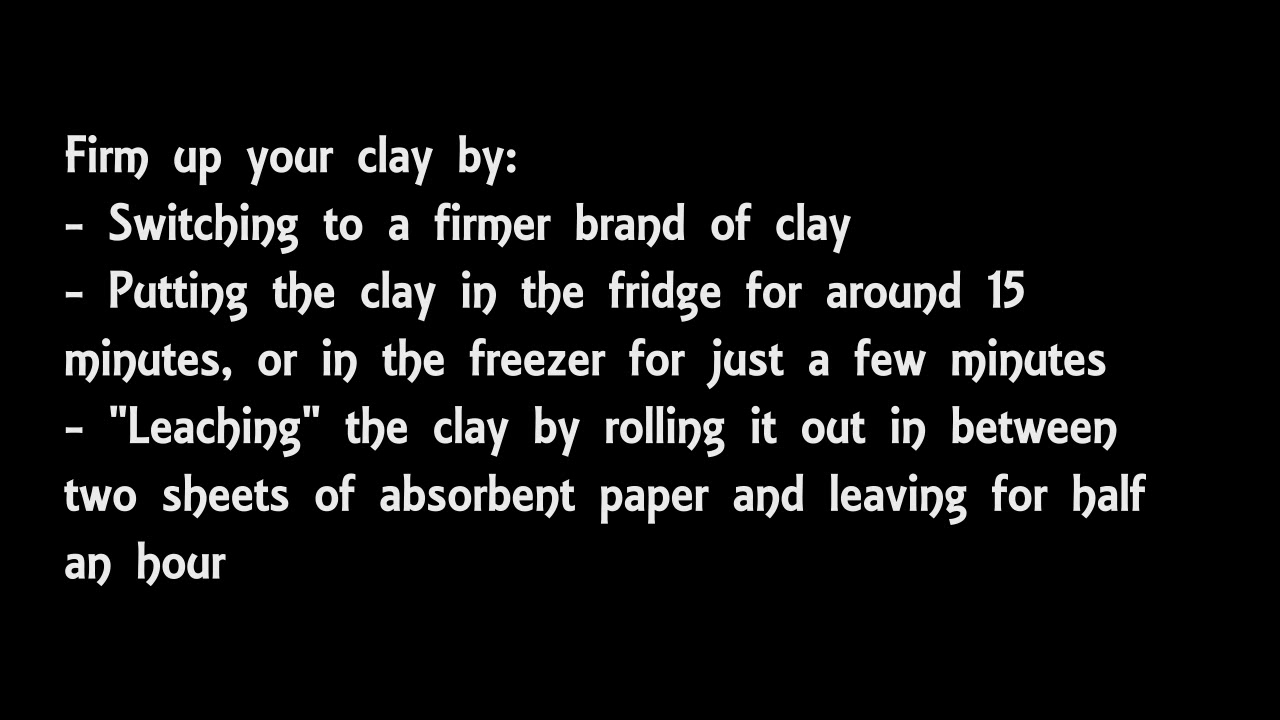 Firm up your clay by:
- Switching to a firmer brand of clay
- Putting the clay in the fridge for around 15
minutes, or in the freezer for just a few minutes
- "Leaching" the clay by rolling it out in between
two sheets of absorbent paper and leaving for half
an hour